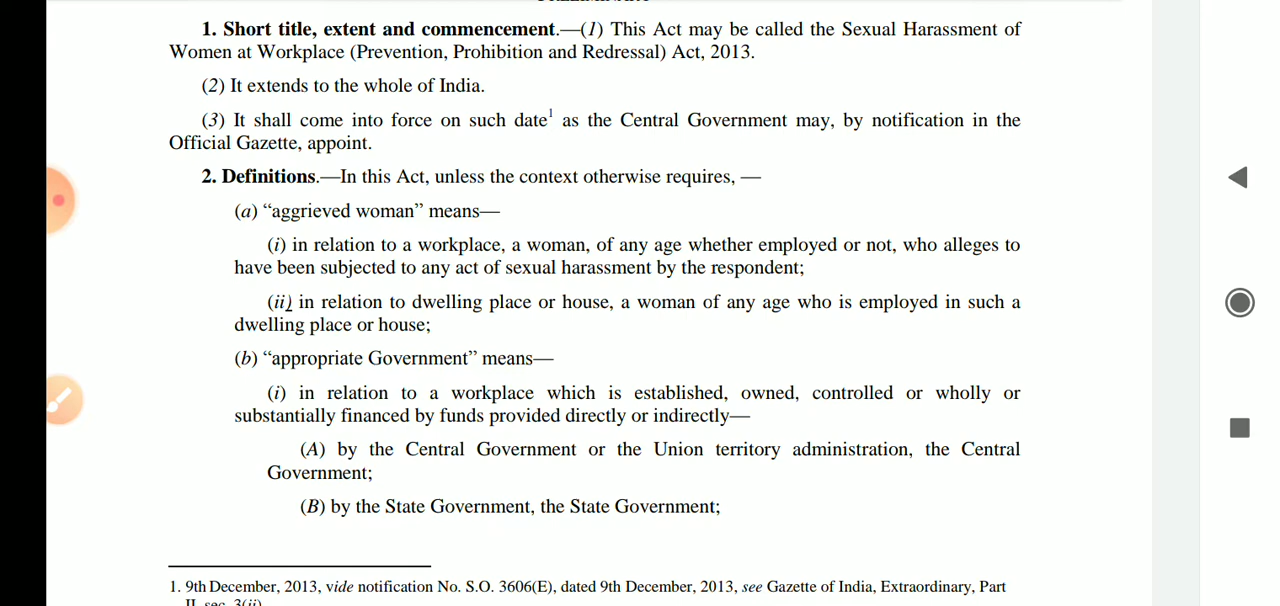 1. Short title, extent and commencement.—(1) This Act may be called the Sexual Harassment of
Women at Workplace (Prevention, Prohibition and Redressal) Act, 2013.
(2) It extends to the whole of India.
(3) It shall come into force on such date1 as the Central Government may, by notification in the
Official Gazette, appoint.
2. Definitions.—In this Act, unless the context otherwise requires, —
(a) “aggrieved woman” means—
(i) in relation to a workplace, a woman, of any age whether employed or not, who alleges to
have been subjected to any act of sexual harassment by the respondent;
(ii) in relation to dwelling place or house, a woman of any age who is employed in such a
dwelling place or house;
(b) “appropriate Government” means—
(i) in relation to a workplace which is established, owned, controlled or wholly or
substantially financed by funds provided directly or indirectly—
(A) by the Central Government or the Union territory administration, the Central
Government;
(B) by the State Government, the State Government;
1. 9th December, 2013, vide notification No. S.O. 3606(E), dated 9th December, 2013, see Gazette of India, Extraordinary, Part
II, sec. 3(ii)